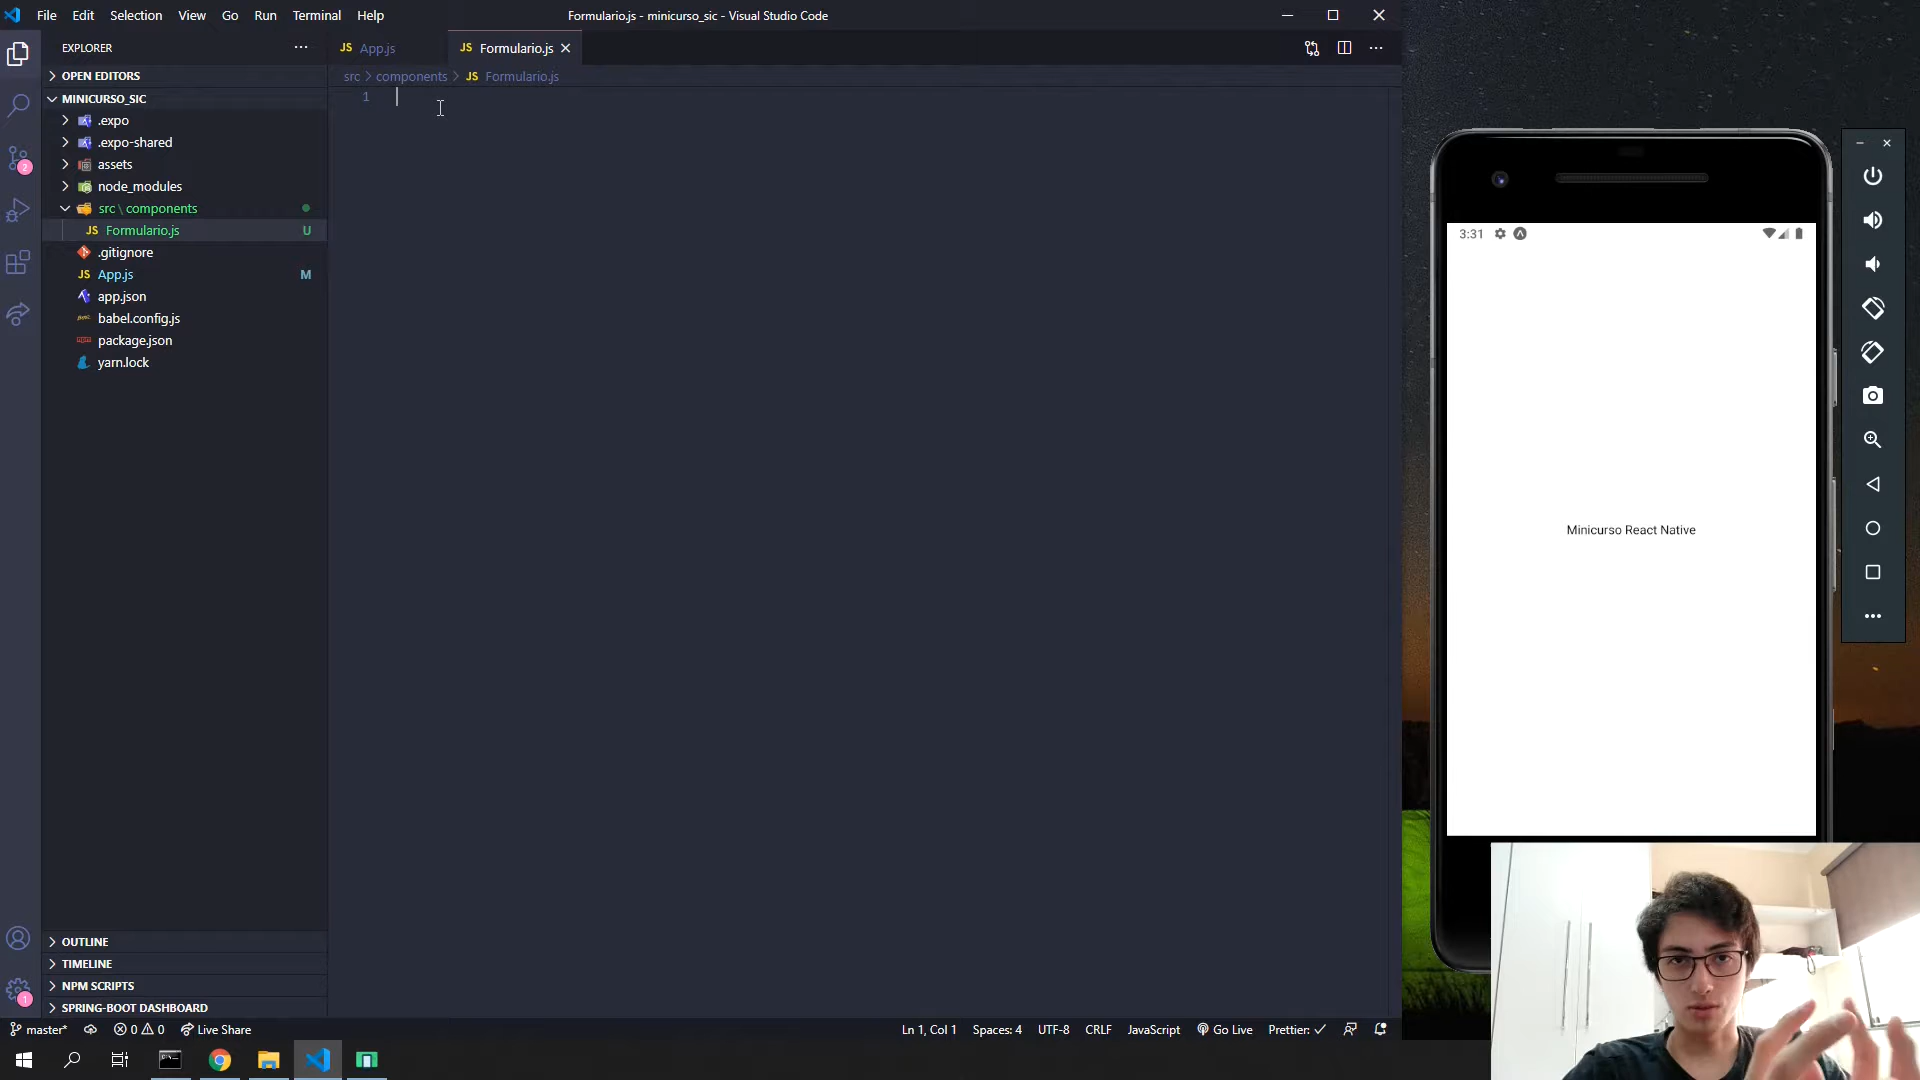 File Edit Selection View Go Run Terminal Help
Formulario.js - minicurso_sic - Visual Studio Code
EXPLORER
JS App.js
JS Formulario.js
OPEN EDITORS
src > components > JS Formulario.js
MINICURSO_SIC
1
.expo
.expo-shared
assets
node_modules
src \ components
JS Formulario.js U
.gitignore
JS App.js M
app.json
babel.config.js
package.json
yarn.lock
3:31
Minicurso React Native
OUTLINE
TIMELINE
NPM SCRIPTS
SPRING-BOOT DASHBOARD
2
1
master* 0 0 Live Share
Ln 1, Col 1 Spaces: 4 UTF-8 CRLF JavaScript Go Live Prettier: